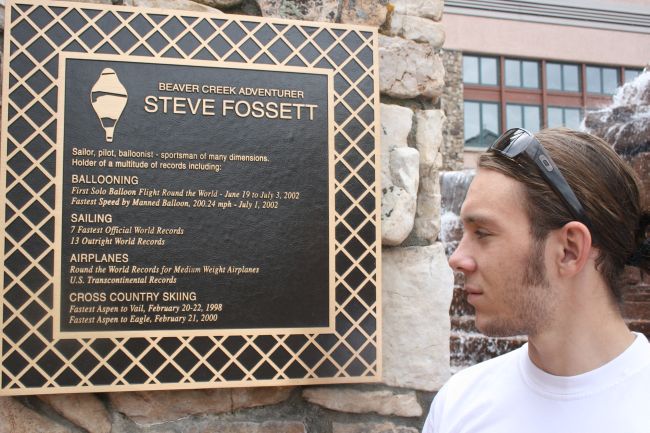 BEAVER CREEK ADVENTURER
STEVE FOSSETT
Sailor, pilot, balloonist - sportsman of many dimensions.
Holder of a multitude of records including:
BALLOONING
First Solo Balloon Flight Round the World - June 19 to July 3, 2002
Fastest Speed by Manned Balloon, 200.24 mph - July 1, 2002
SAILING
7 Fastest Official World Records
13 Outright World Records
AIRPLANES
Round the World Records for Medium Weight Airplanes
U.S. Transcontinental Records
CROSS COUNTRY SKIING
Fastest Aspen to Vail, February 20-22, 1998
Fastest Aspen to Eagle, February 21, 2000